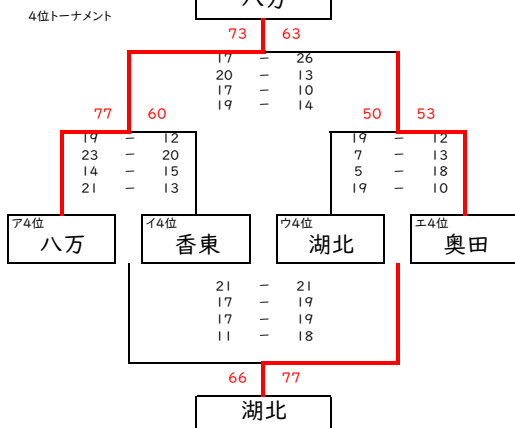 八万
4位トーナメント
73 63
17 - 26
20 - 13
17 - 10
19 - 14
77 60
50 53
19 - 12
23 - 20
14 - 15
21 - 13
19 - 12
7 - 13
5 - 18
19 - 10
ア4位
八万
イ4位
香東
ウ4位
湖北
エ4位
奥田
21 - 21
17 - 19
17 - 19
11 - 18
66 77
湖北